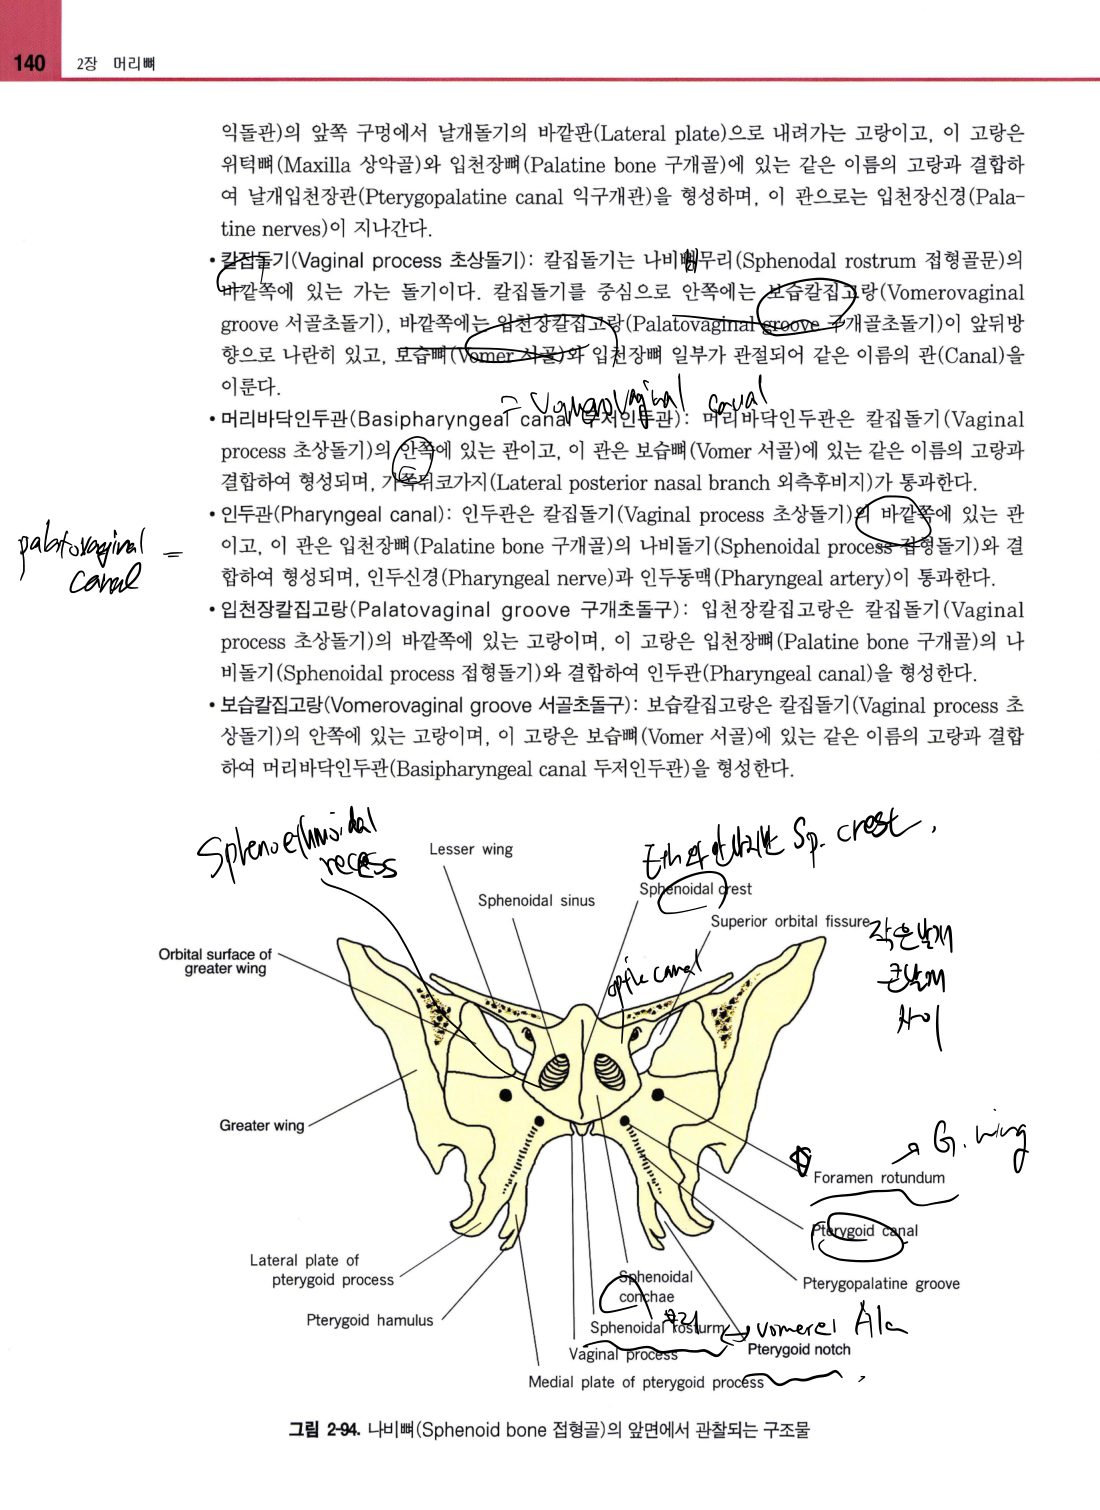 140 2장 머리뼈
익돌관)의 앞쪽 구멍에서 날개돌기의 바깥판(Lateral plate)으로 내려가는 고랑이고, 이 고랑은
위턱뼈(Maxilla 상악골)와 입천장뼈(Palatine bone 구개골)에 있는 같은 이름의 고랑과 결합하
여 날개입천장관(Pterygopalatine canal 익구개관)을 형성하며, 이 관으로는 입천장신경(Pala-
tine nerves)이 지나간다.
• 칼집돌기(Vaginal process 초상돌기): 칼집돌기는 나비뼈부리(Sphenodal rostrum 접형골문)의
바깥쪽에 있는 가는 돌기이다. 칼집돌기를 중심으로 안쪽에는 보습칼집고랑(Vomerovaginal
groove 서골초돌기), 바깥쪽에는 입천장칼집고랑(Palatovaginal groove 구개골초돌기)이 앞뒤방
향으로 나란히 있고, 보습뼈(Vomer 서골)와 입천장뼈 일부가 관절되어 같은 이름의 관(Canal)을
이룬다.
= Vomerovaginal canal
• 머리바닥인두관(Basipharyngeal canal 두저인두관): 머리바닥인두관은 칼집돌기(Vaginal
process 초상돌기)의 안쪽에 있는 관이고, 이 관은 보습뼈(Vomer 서골)에 있는 같은 이름의 고랑과
결합하여 형성되며, 가쪽뒤코가지(Lateral posterior nasal branch 외측후비지)가 통과한다.
• 인두관(Pharyngeal canal): 인두관은 칼집돌기(Vaginal process 초상돌기)의 바깥쪽에 있는 관
이고, 이 관은 입천장뼈(Palatine bone 구개골)의 나비돌기(Sphenoidal process 접형돌기)와 결
합하여 형성되며, 인두신경(Pharyngeal nerve)과 인두동맥(Pharyngeal artery)이 통과한다.
palatovaginal =
canal
• 입천장칼집고랑(Palatovaginal groove 구개초돌구): 입천장칼집고랑은 칼집돌기(Vaginal
process 초상돌기)의 바깥쪽에 있는 고랑이며, 이 고랑은 입천장뼈(Palatine bone 구개골)의 나
비돌기(Sphenoidal process 접형돌기)와 결합하여 인두관(Pharyngeal canal)을 형성한다.
• 보습칼집고랑(Vomerovaginal groove 서골초돌구): 보습칼집고랑은 칼집돌기(Vaginal process 초
상돌기)의 안쪽에 있는 고랑이며, 이 고랑은 보습뼈(Vomer 서골)에 있는 같은 이름의 고랑과 결합
하여 머리바닥인두관(Basipharyngeal canal 두저인두관)을 형성한다.
Sphenoethmoidal
recess
Sp. crest.
Lesser wing
Sphenoidal crest
Sphenoidal sinus
Superior orbital fissure
작은날개
큰날개
사이
Orbital surface of
greater wing
optic canal
Greater wing
G. wing
Foramen rotundum
Pterygoid canal
Lateral plate of
pterygoid process
Sphenoidal
conchae
Pterygopalatine groove
Pterygoid hamulus
Sphenoidal rosturm
부리
vomerel Ala
Vaginal process
Pterygoid notch
Medial plate of pterygoid process
그림 2-94. 나비뼈(Sphenoid bone 접형골)의 앞면에서 관찰되는 구조물